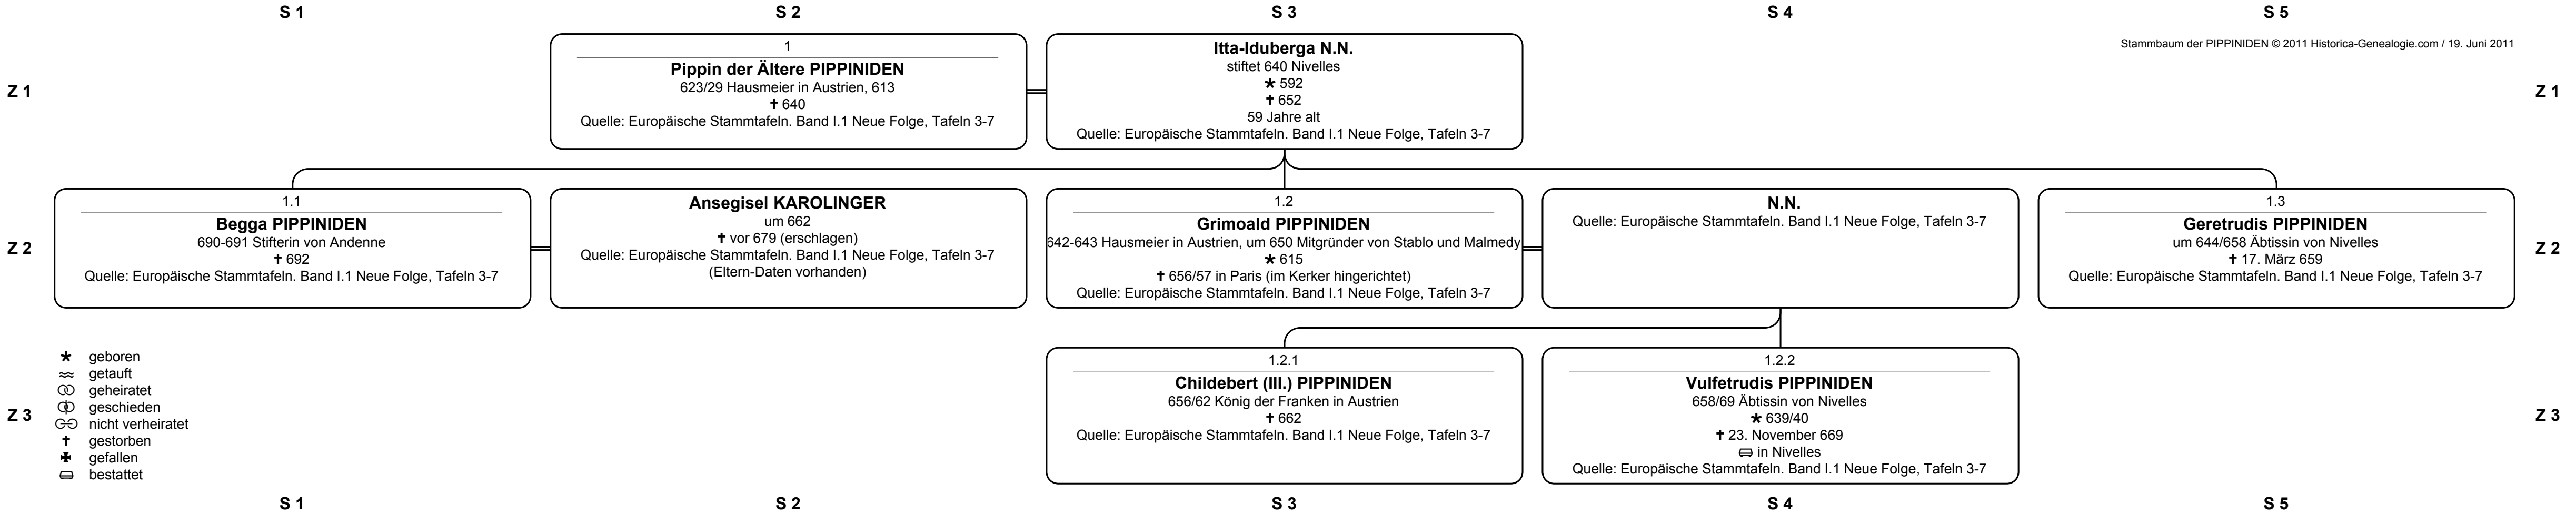 S 1
S 2
S 3
S 4
S 5
Stammbaum der PIPPINIDEN © 2011 Historica-Genealogie.com / 19. Juni 2011
Z 1
1
Pippin der Ältere PIPPINIDEN
623/29 Hausmeier in Austrien, 613
✝ 640
Quelle: Europäische Stammtafeln. Band I.1 Neue Folge, Tafeln 3-7
Itta-Iduberga N.N.
stiftet 640 Nivelles
★ 592
✝ 652
59 Jahre alt
Quelle: Europäische Stammtafeln. Band I.1 Neue Folge, Tafeln 3-7
Z 1
Z 2
1.1
Begga PIPPINIDEN
690-691 Stifterin von Andenne
✝ 692
Quelle: Europäische Stammtafeln. Band I.1 Neue Folge, Tafeln 3-7
Ansegisel KAROLINGER
um 662
✝ vor 679 (erschlagen)
Quelle: Europäische Stammtafeln. Band I.1 Neue Folge, Tafeln 3-7
(Eltern-Daten vorhanden)
1.2
Grimoald PIPPINIDEN
642-643 Hausmeier in Austrien, um 650 Mitgründer von Stablo und Malmedy
★ 615
✝ 656/57 in Paris (im Kerker hingerichtet)
Quelle: Europäische Stammtafeln. Band I.1 Neue Folge, Tafeln 3-7
N.N.
Quelle: Europäische Stammtafeln. Band I.1 Neue Folge, Tafeln 3-7
1.3
Geretrudis PIPPINIDEN
um 644/658 Äbtissin von Nivelles
✝ 17. März 659
Quelle: Europäische Stammtafeln. Band I.1 Neue Folge, Tafeln 3-7
Z 2
Z 3
geboren
getauft
geheiratet
geschieden
nicht verheiratet
gestorben
gefallen
bestattet
1.2.1
Childebert (III.) PIPPINIDEN
656/62 König der Franken in Austrien
✝ 662
Quelle: Europäische Stammtafeln. Band I.1 Neue Folge, Tafeln 3-7
1.2.2
Vulfetrudis PIPPINIDEN
658/69 Äbtissin von Nivelles
★ 639/40
✝ 23. November 669
in Nivelles
Quelle: Europäische Stammtafeln. Band I.1 Neue Folge, Tafeln 3-7
Z 3
S 1
S 2
S 3
S 4
S 5